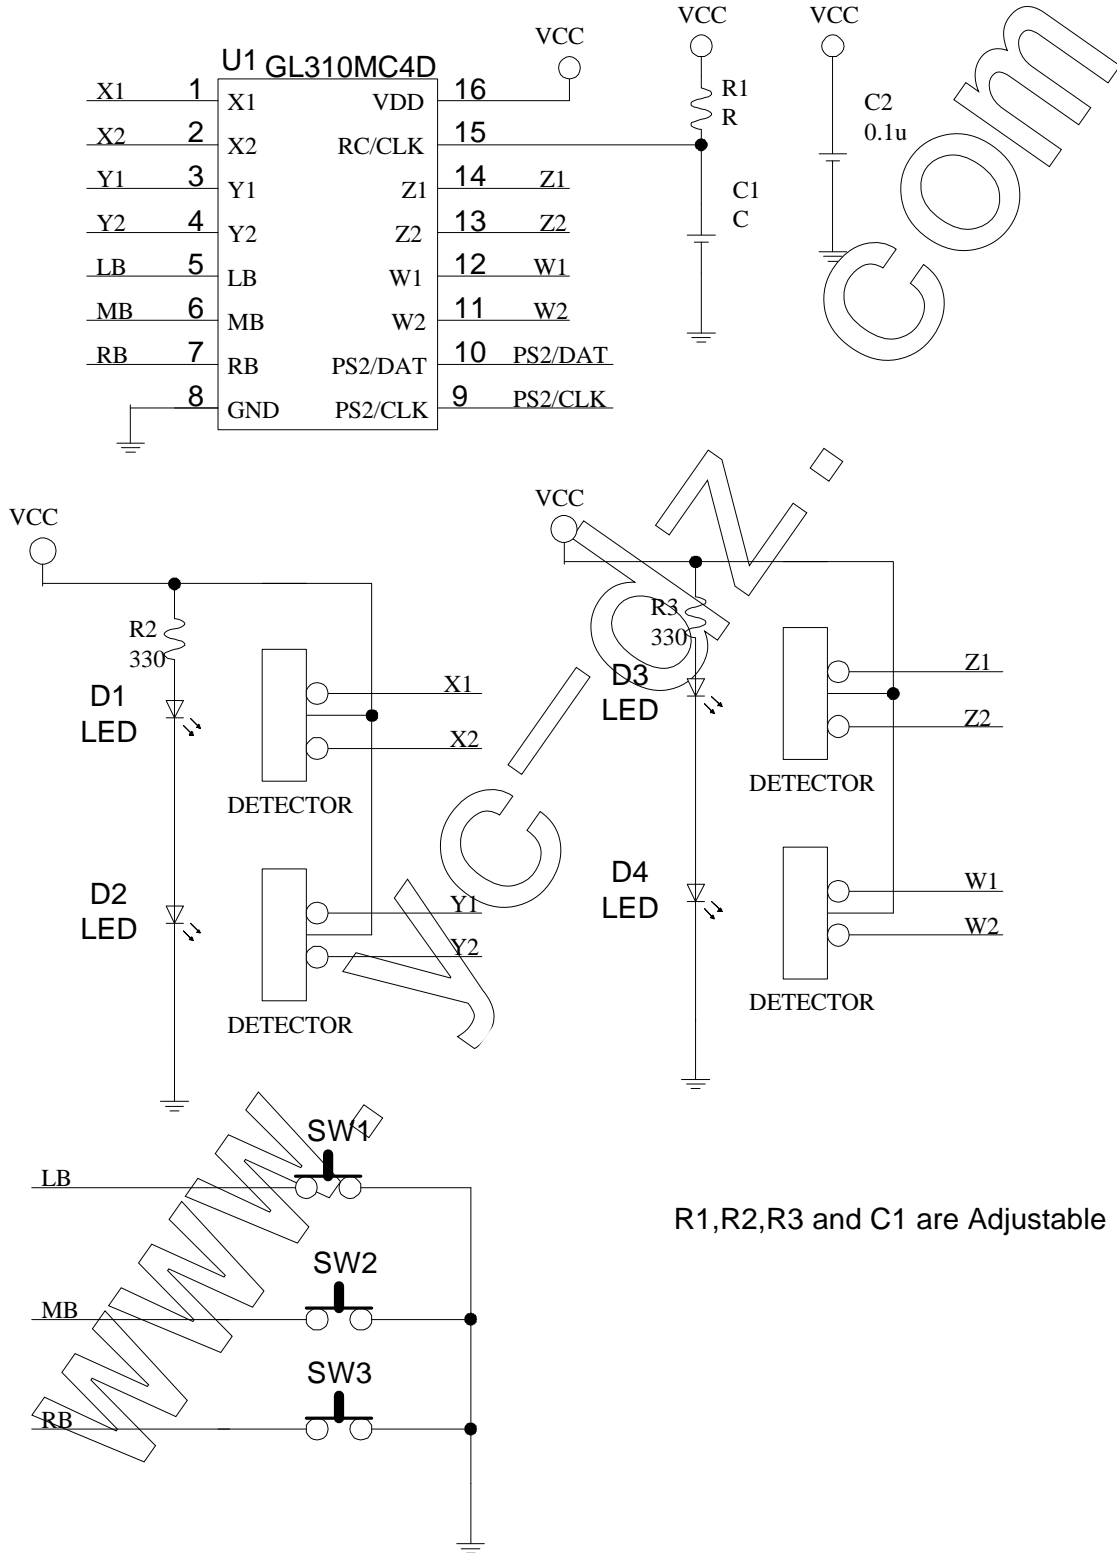 VCC
VCC
VCC
U1 GL310MC4D
R1
R
C2
0.1u
C1
C
X1 1 X1 VDD 16
X2 2 X2 RC/CLK 15
Y1 3 Y1 Z1 14 Z1
Y2 4 Y2 Z2 13 Z2
LB 5 LB W1 12 W1
MB 6 MB W2 11 W2
RB 7 RB PS2/DAT 10 PS2/DAT
8 GND PS2/CLK 9 PS2/CLK
VCC
R2
330
D1
LED
X1
X2
DETECTOR
D2
LED
Y1
Y2
DETECTOR
VCC
R3
330
D3
LED
Z1
Z2
DETECTOR
D4
LED
W1
W2
DETECTOR
SW1
LB
SW2
MB
SW3
RB
R1,R2,R3 and C1 are Adjustable
www.yc-dz.com